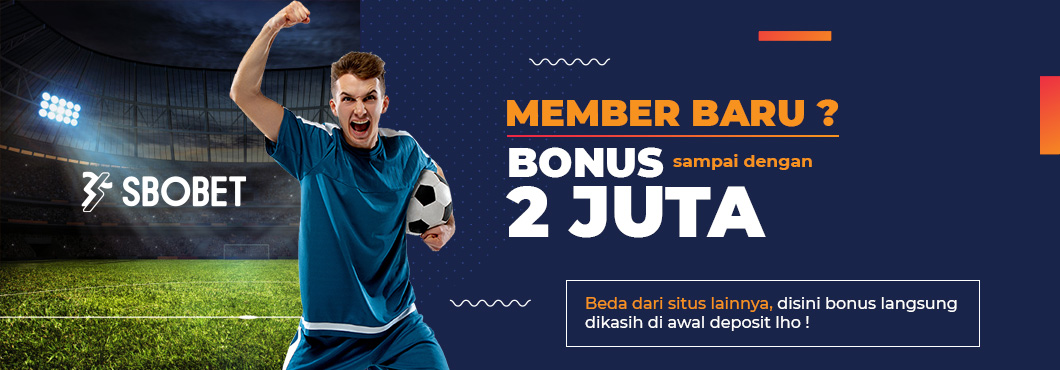 SBOBET
MEMBER BARU ?
BONUS sampai dengan
2 JUTA
Beda dari situs lainnya, disini bonus langsung
dikasih di awal deposit lho !